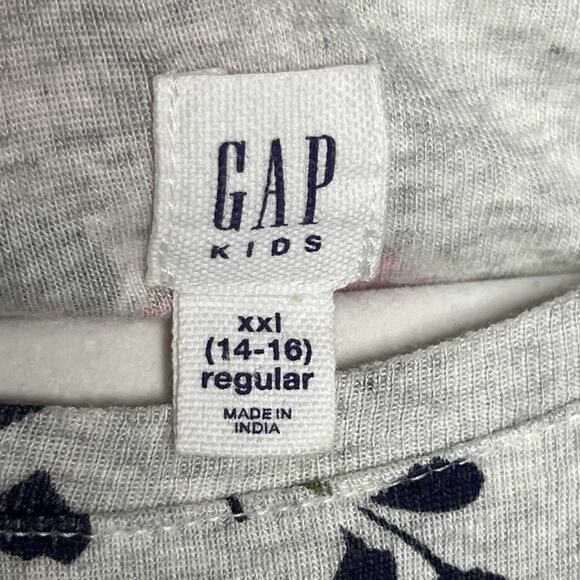 GAP
KIDS
xxl
(14-16)
regular
MADE IN
INDIA